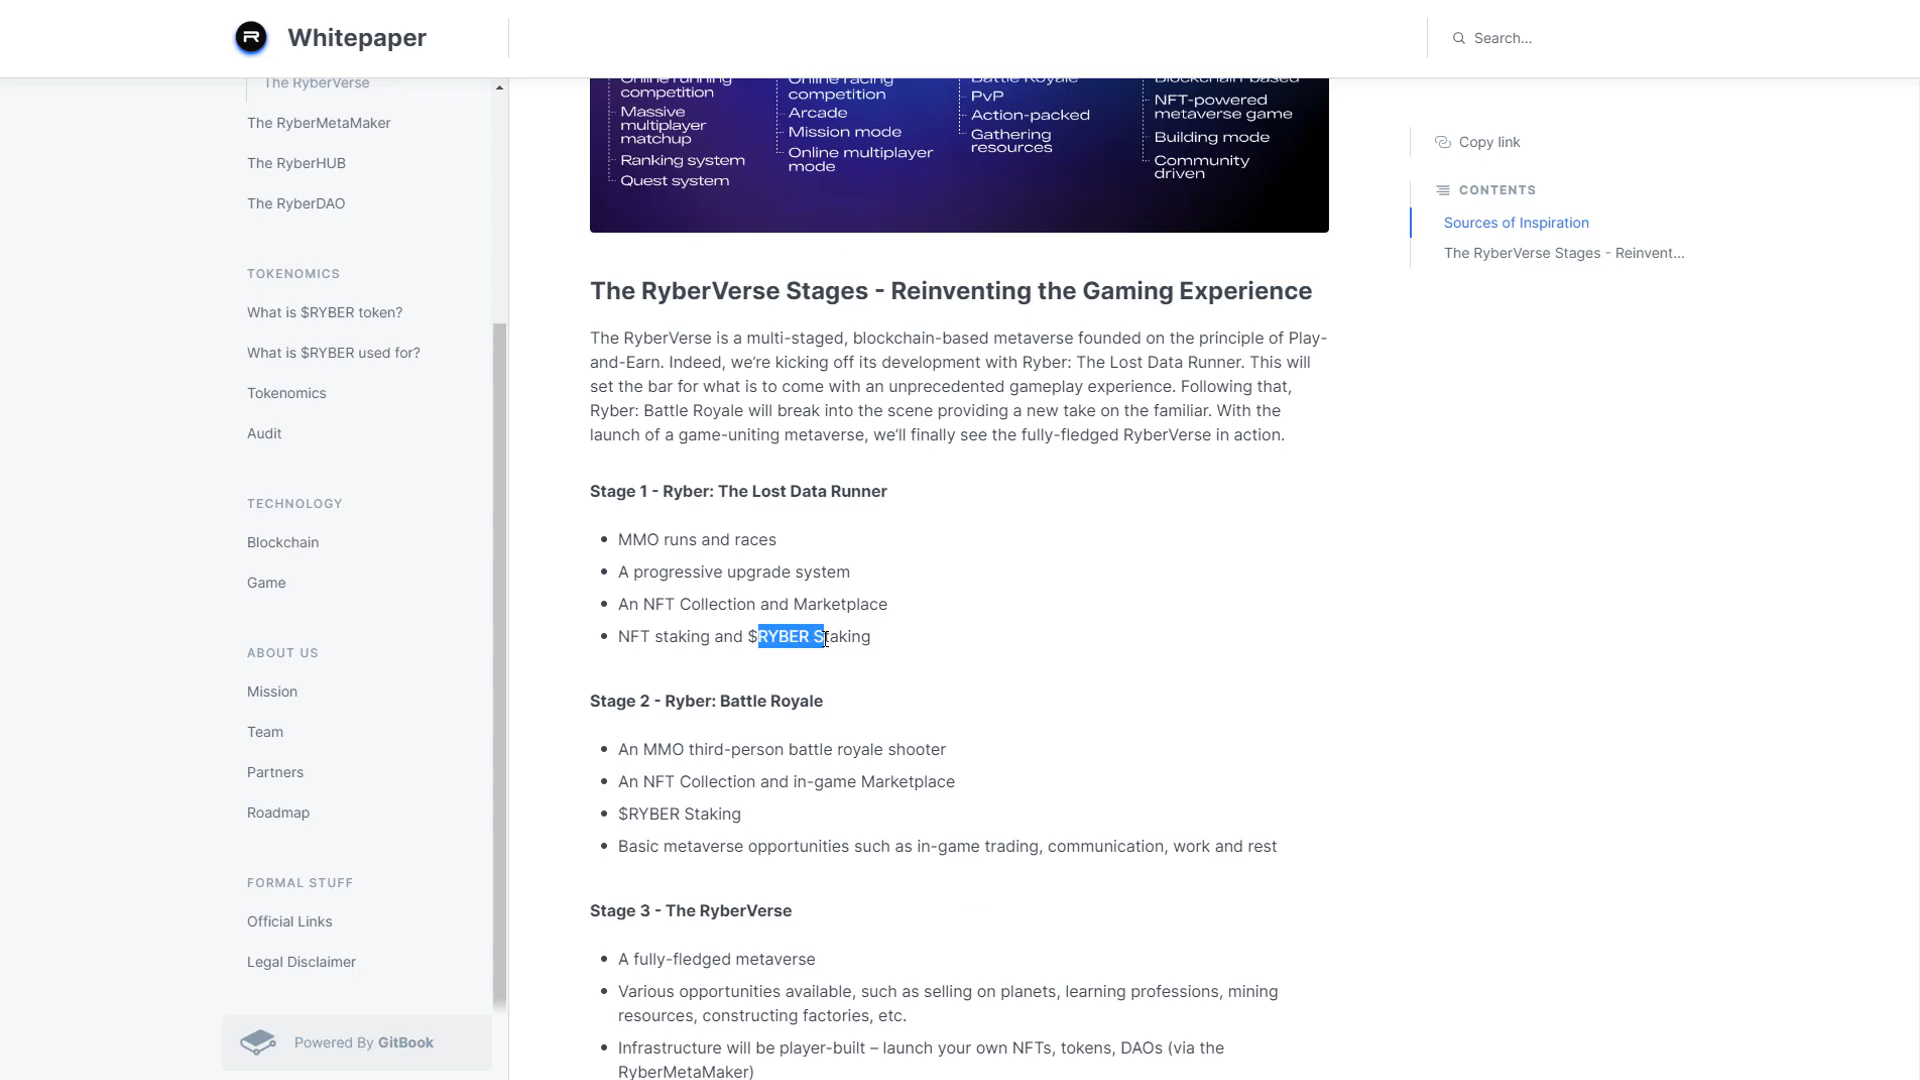 R
Whitepaper
Search...
The RyberVerse
The RyberMetaMaker
The RyberHUB
The RyberDAO
TOKENOMICS
What is $RYBER token?
What is $RYBER used for?
Tokenomics
Audit
TECHNOLOGY
Blockchain
Game
ABOUT US
Mission
Team
Partners
Roadmap
FORMAL STUFF
Official Links
Legal Disclaimer
Powered By GitBook
Online running
competition
Massive
multiplayer
matchup
Ranking system
Quest system
Online racing
competition
Arcade
Mission mode
Online multiplayer
mode
Battle Royale
PvP
Action-packed
Gathering
resources
Blockchain-based
NFT-powered
metaverse game
Building mode
Community
driven
The RyberVerse Stages - Reinventing the Gaming Experience
The RyberVerse is a multi-staged, blockchain-based metaverse founded on the principle of Play-
and-Earn. Indeed, we’re kicking off its development with Ryber: The Lost Data Runner. This will
set the bar for what is to come with an unprecedented gameplay experience. Following that,
Ryber: Battle Royale will break into the scene providing a new take on the familiar. With the
launch of a game-uniting metaverse, we’ll finally see the fully-fledged RyberVerse in action.
Stage 1 - Ryber: The Lost Data Runner
• MMO runs and races
• A progressive upgrade system
• An NFT Collection and Marketplace
• NFT staking and $RYBER Staking
Stage 2 - Ryber: Battle Royale
• An MMO third-person battle royale shooter
• An NFT Collection and in-game Marketplace
• $RYBER Staking
• Basic metaverse opportunities such as in-game trading, communication, work and rest
Stage 3 - The RyberVerse
• A fully-fledged metaverse
• Various opportunities available, such as selling on planets, learning professions, mining
resources, constructing factories, etc.
• Infrastructure will be player-built – launch your own NFTs, tokens, DAOs (via the
RyberMetaMaker)
Copy link
CONTENTS
Sources of Inspiration
The RyberVerse Stages - Reinvent...